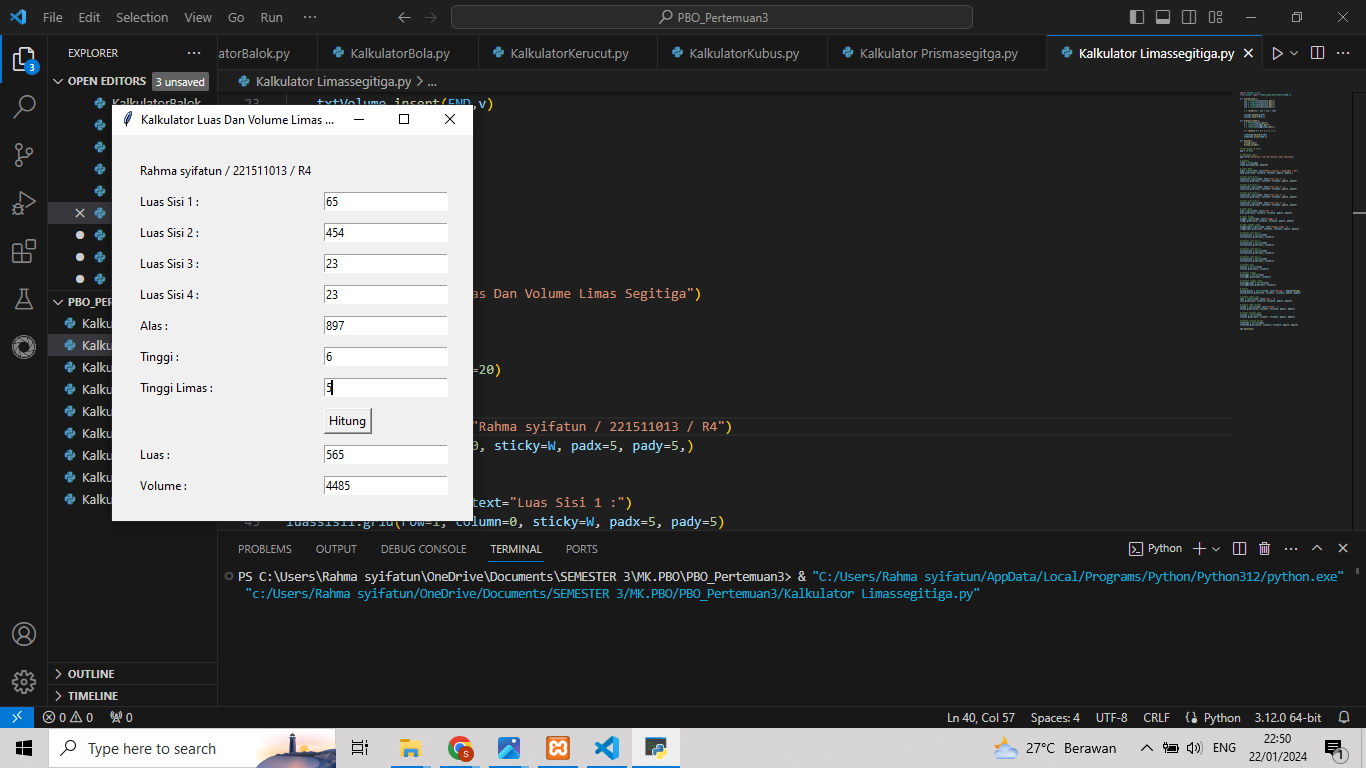 File Edit Selection View Go Run ··· PBO_Pertemuan3
EXPLORER ···
OPEN EDITORS 3 unsaved
KalkulatorBalok
PBO_PER
Kalku
Kalku
Kalku
Kalku
Kalku
Kalku
Kalku
Kalku
Kalku
OUTLINE
TIMELINE
3
atorBalok.py KalkulatorBola.py KalkulatorKerucut.py KalkulatorKubus.py Kalkulator Prismasegitga.py Kalkulator Limassegitiga.py
Kalkulator Limassegitiga.py > ...
23 txtVolume.insert(END,v)
as Dan Volume Limas Segitiga")
=20)
"Rahma syifatun / 221511013 / R4")
0, sticky=W, padx=5, pady=5,)
text="Luas Sisi 1 :")
45 luassisi1.grid(row=1, column=0, sticky=W, padx=5, pady=5)
Kalkulator Luas Dan Volume Limas ...
Rahma syifatun / 221511013 / R4
Luas Sisi 1 : 65
Luas Sisi 2 : 454
Luas Sisi 3 : 23
Luas Sisi 4 : 23
Alas : 897
Tinggi : 6
Tinggi Limas : 5
Hitung
Luas : 565
Volume : 4485
PROBLEMS OUTPUT DEBUG CONSOLE TERMINAL PORTS Python
PS C:\Users\Rahma syifatun\OneDrive\Documents\SEMESTER 3\MK.PBO\PBO_Pertemuan3> & "C:/Users/Rahma syifatun/AppData/Local/Programs/Python/Python312/python.exe"
"c:/Users/Rahma syifatun/OneDrive/Documents/SEMESTER 3/MK.PBO/PBO_Pertemuan3/Kalkulator Limassegitiga.py"
0 0 0 Ln 40, Col 57 Spaces: 4 UTF-8 CRLF Python 3.12.0 64-bit
Type here to search 27°C Berawan ENG 22:50
22/01/2024 1